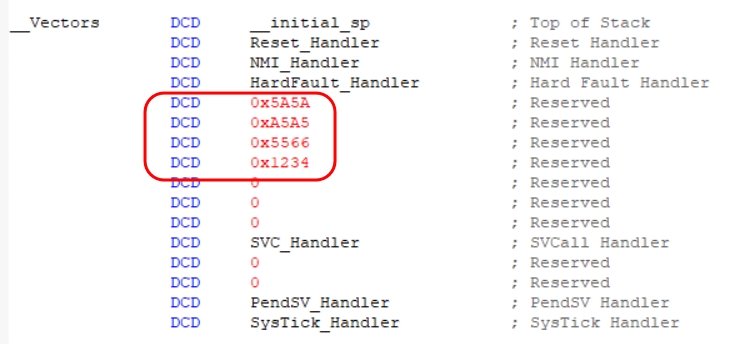 __Vectors DCD __initial_sp ; Top of Stack
DCD Reset_Handler ; Reset Handler
DCD NMI_Handler ; NMI Handler
DCD HardFault_Handler ; Hard Fault Handler
DCD 0x5A5A ; Reserved
DCD 0xA5A5 ; Reserved
DCD 0x5566 ; Reserved
DCD 0x1234 ; Reserved
DCD 0 ; Reserved
DCD 0 ; Reserved
DCD 0 ; Reserved
DCD SVC_Handler ; SVCall Handler
DCD 0 ; Reserved
DCD 0 ; Reserved
DCD PendSV_Handler ; PendSV Handler
DCD SysTick_Handler ; SysTick Handler